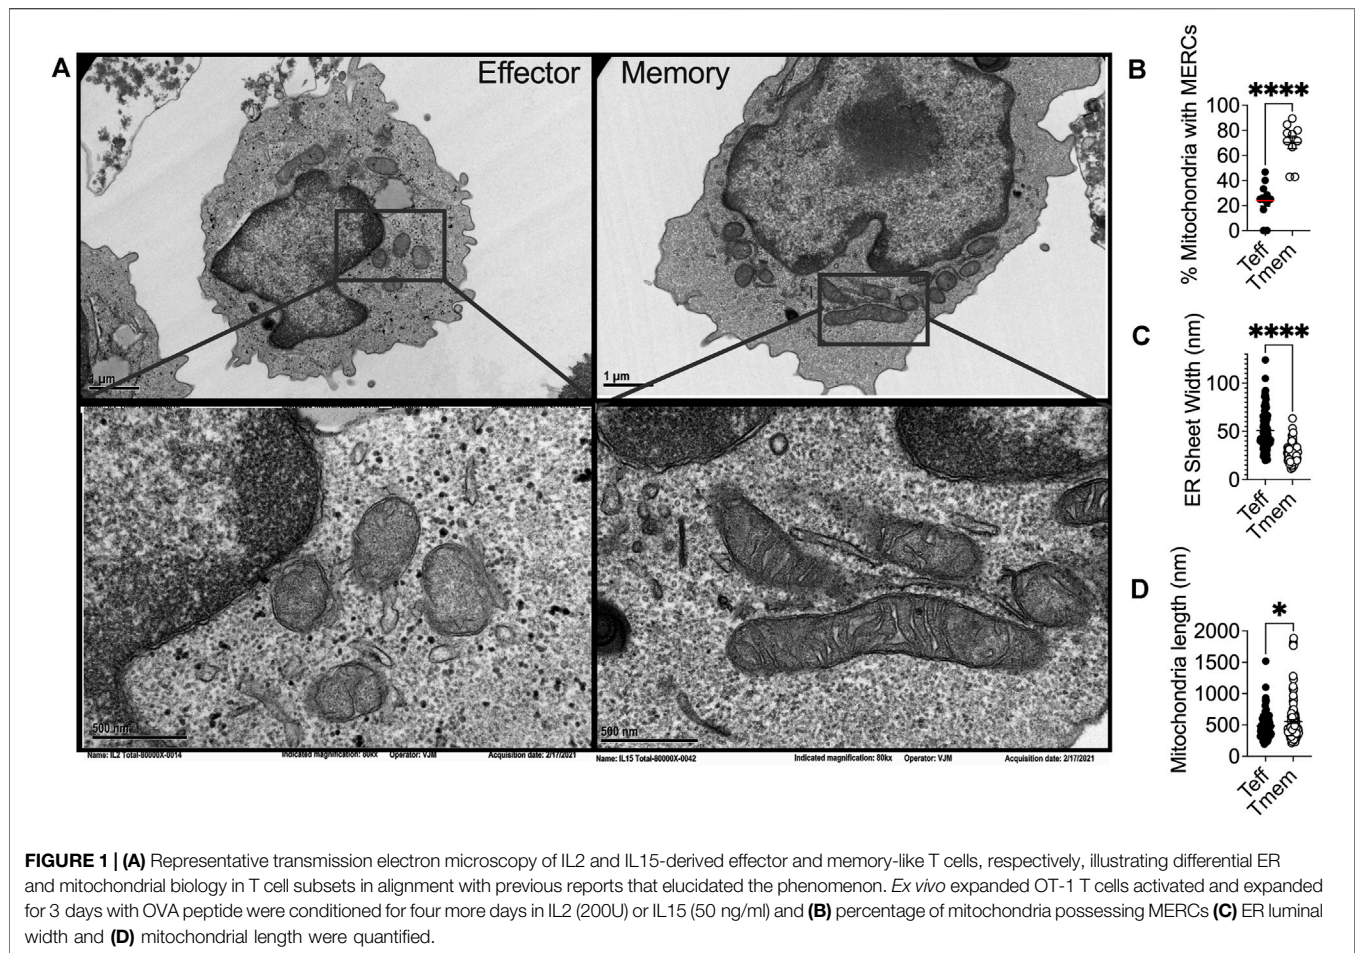 A
Effector
Memory
1 µm
1 µm
500 nm
500 nm
Name: IL2 Total-80000X-0014 Indicated magnification: 80kx Operator: VJM Acquisition date: 2/17/2021
Name: IL15 Total-80000X-0042 Indicated magnification: 80kx Operator: VJM Acquisition date: 2/17/2021
B
% Mitochondria with MERCs
****
100
80
60
40
20
0
Teff
Tmem
C
ER Sheet Width (nm)
****
100
50
0
Teff
Tmem
D
Mitochondria length (nm)
*
2000
1500
1000
500
0
Teff
Tmem
FIGURE 1 | (A) Representative transmission electron microscopy of IL2 and IL15-derived effector and memory-like T cells, respectively, illustrating differential ER
and mitochondrial biology in T cell subsets in alignment with previous reports that elucidated the phenomenon. Ex vivo expanded OT-1 T cells activated and expanded
for 3 days with OVA peptide were conditioned for four more days in IL2 (200U) or IL15 (50 ng/ml) and (B) percentage of mitochondria possessing MERCs (C) ER luminal
width and (D) mitochondrial length were quantified.